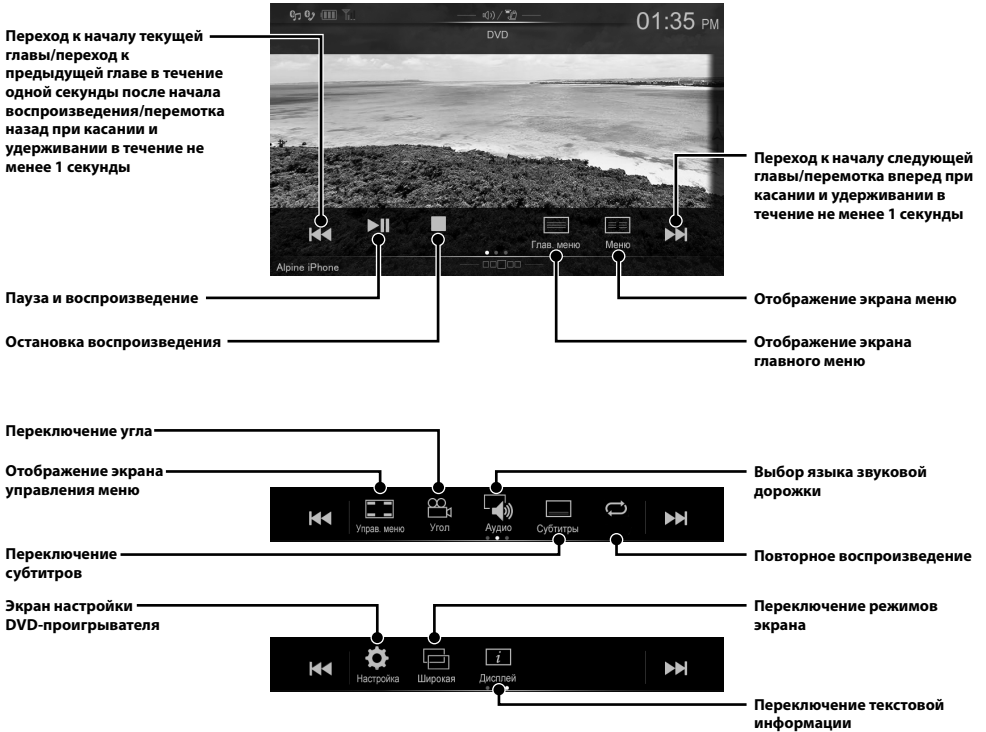 01:35 PM
DVD
Переход к началу текущей
главы/переход к
предыдущей главе в течение
одной секунды после начала
воспроизведения/перемотка
назад при касании и
удерживании в течение не
менее 1 секунды
Переход к началу следующей
главы/перемотка вперед при
касании и удерживании в
течение не менее 1 секунды
Глав. меню
Меню
Alpine iPhone
Пауза и воспроизведение
Отображение экрана меню
Остановка воспроизведения
Отображение экрана
главного меню
Переключение угла
Отображение экрана
управления меню
Выбор языка звуковой
дорожки
Управ. меню
Угол
Аудио
Субтитры
Переключение
субтитров
Повторное воспроизведение
Экран настройки
DVD-проигрывателя
Переключение режимов
экрана
Настройка
Широкая
Дисплей
Переключение текстовой
информации